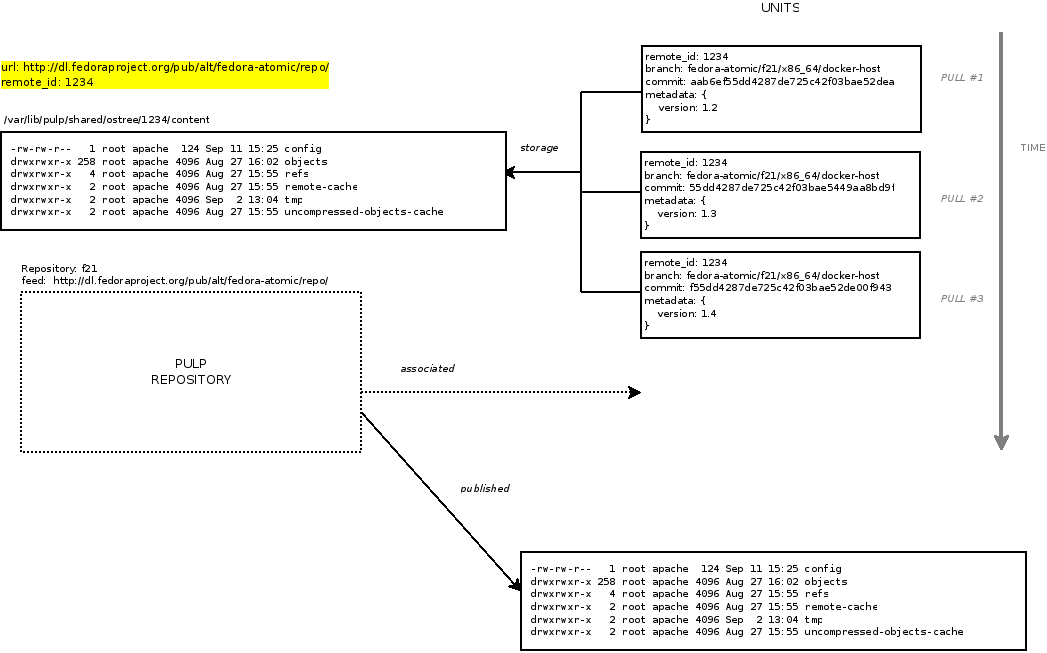 UNITS
url: http://dl.fedoraproject.org/pub/alt/fedora-atomic/repo/
remote_id: 1234
/var/lib/pulp/shared/ostree/1234/content
-rw-rw-r-- 1 root apache 124 Sep 11 15:25 config
drwxrwxr-x 258 root apache 4096 Aug 27 16:02 objects
drwxrwxr-x 4 root apache 4096 Aug 27 15:55 refs
drwxrwxr-x 2 root apache 4096 Aug 27 15:55 remote-cache
drwxrwxr-x 2 root apache 4096 Sep 2 13:04 tmp
drwxrwxr-x 2 root apache 4096 Aug 27 15:55 uncompressed-objects-cache
storage
remote_id: 1234
branch: fedora-atomic/f21/x86_64/docker-host
commit: aab6ef55dd4287de725c42f03bae52dea
metadata: {
version: 1.2
}
PULL #1
TIME
remote_id: 1234
branch: fedora-atomic/f21/x86_64/docker-host
commit: 55dd4287de725c42f03bae5449aa8bd9f
metadata: {
version: 1.3
}
PULL #2
remote_id: 1234
branch: fedora-atomic/f21/x86_64/docker-host
commit: f55dd4287de725c42f03bae52de00f943
metadata: {
version: 1.4
}
PULL #3
Repository: f21
feed: http://dl.fedoraproject.org/pub/alt/fedora-atomic/repo/
PULP
REPOSITORY
associated
published
-rw-rw-r-- 1 root apache 124 Sep 11 15:25 config
drwxrwxr-x 258 root apache 4096 Aug 27 16:02 objects
drwxrwxr-x 4 root apache 4096 Aug 27 15:55 refs
drwxrwxr-x 2 root apache 4096 Aug 27 15:55 remote-cache
drwxrwxr-x 2 root apache 4096 Sep 2 13:04 tmp
drwxrwxr-x 2 root apache 4096 Aug 27 15:55 uncompressed-objects-cache